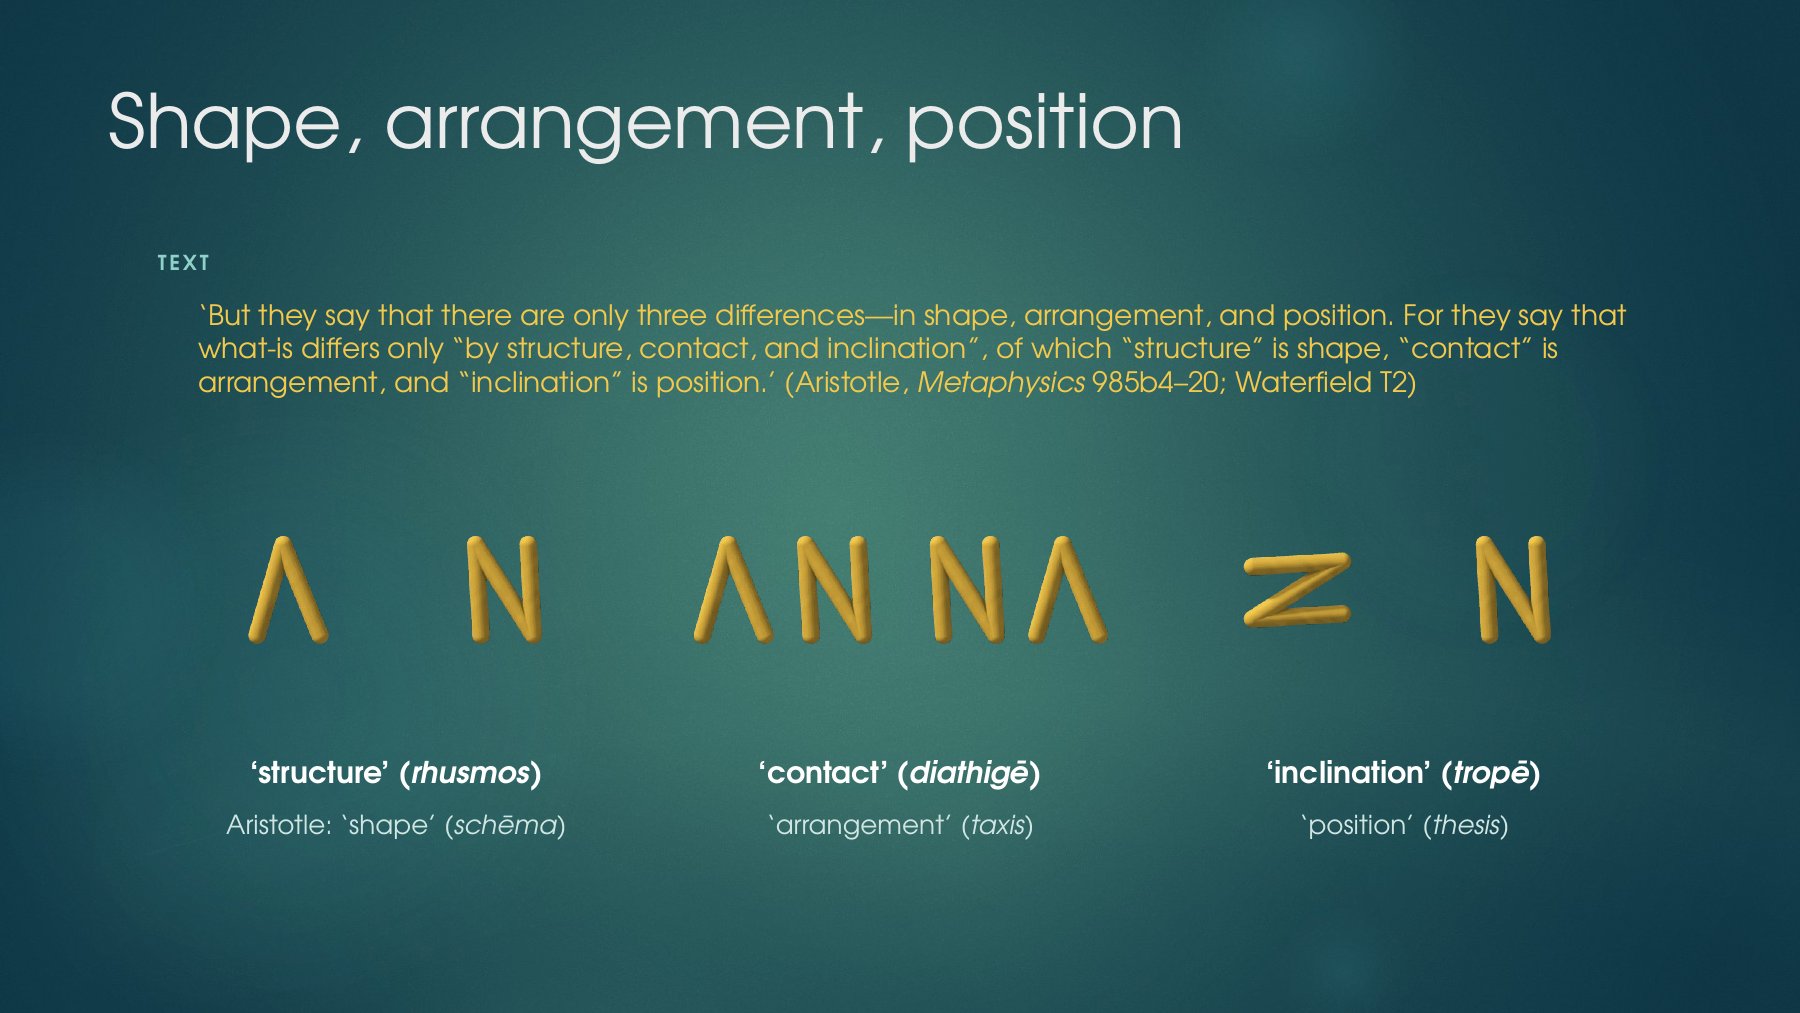 Shape, arrangement, position
TEXT
‘But they say that there are only three differences—in shape, arrangement, and position. For they say that
what-is differs only “by structure, contact, and inclination”, of which “structure” is shape, “contact” is
arrangement, and “inclination” is position.’ (Aristotle, Metaphysics 985b4–20; Waterfield T2)
Λ N ΛN NΛ Z N
‘structure’ (rhusmos) ‘contact’ (diathigē) ‘inclination’ (tropē)
Aristotle: ‘shape’ (schēma) ‘arrangement’ (taxis) ‘position’ (thesis)